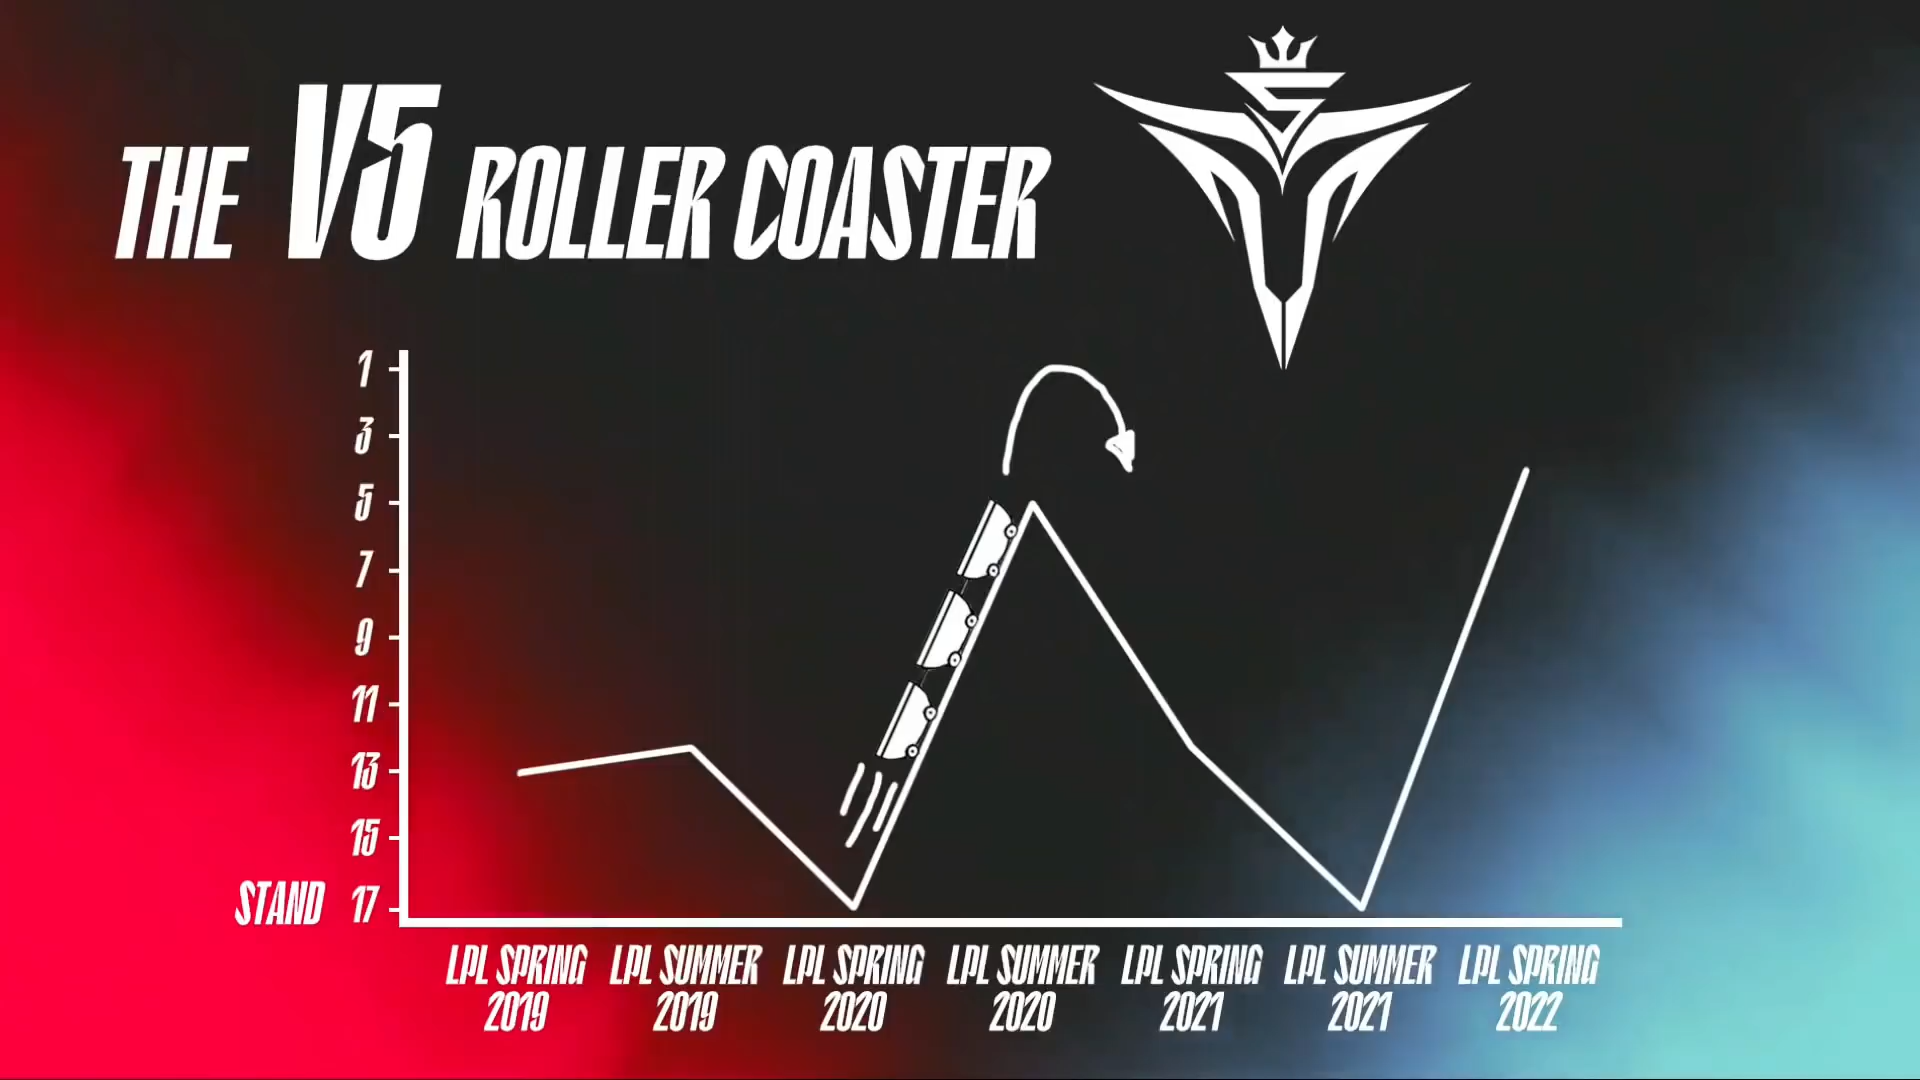 THE V5 ROLLER COASTER
5
1
3
5
7
9
11
13
15
STAND 17
LPL SPRING 2019
LPL SUMMER 2019
LPL SPRING 2020
LPL SUMMER 2020
LPL SPRING 2021
LPL SUMMER 2021
LPL SPRING 2022